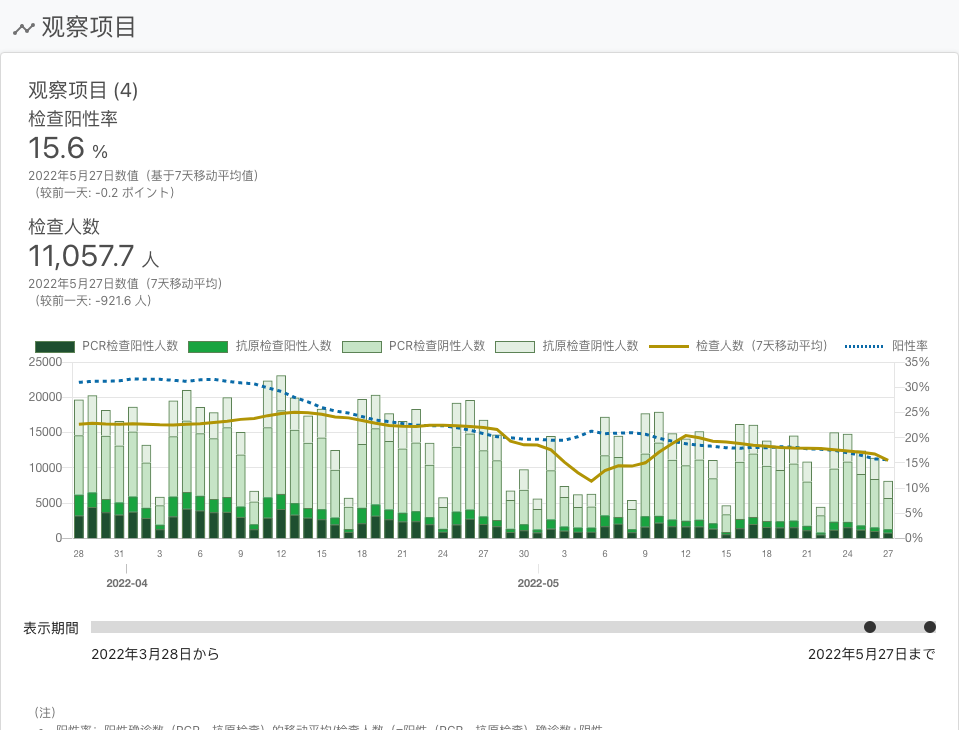 观察项目
观察项目 (4)
检查阳性率
15.6 %
2022年5月27日数值（基于7天移动平均值）
（较前一天: -0.2 ポイント）
检查人数
11,057.7 人
2022年5月27日数值（7天移动平均）
（较前一天: -921.6 人）
PCR检查阳性人数 抗原检查阳性人数 PCR检查阴性人数 抗原检查阴性人数 检查人数（7天移动平均） 阳性率
25000 35%
20000 30%
15000 25%
10000 20%
5000 15%
0 10%
5%
0%
28 31 3 6 9 12 15 18 21 24 27 30 3 6 9 12 15 18 21 24 27
2022-04 2022-05
表示期間
2022年3月28日から 2022年5月27日まで
（注）